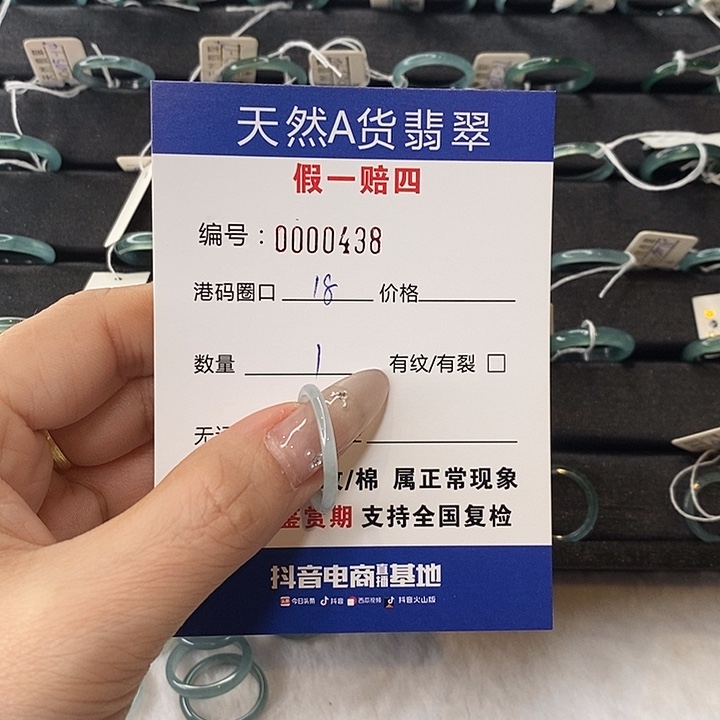 天然A货翡翠
假一赔四
编号：0000438
港码圈口 18 价格
数量 1 有纹/有裂 □
无
/棉 属正常现象
鉴赏期 支持全国复检
抖音电商直播基地
今日头条 抖音 西瓜视频 抖音火山版